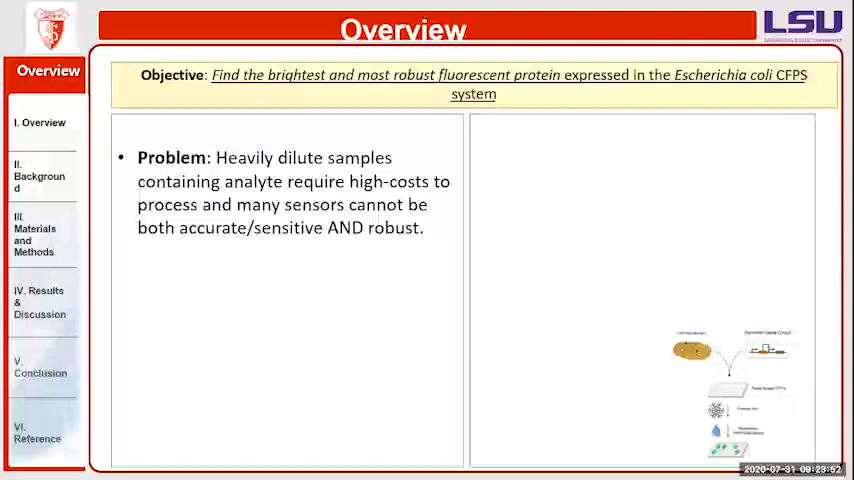 Overview
LSU
Overview
Objective: Find the brightest and most robust fluorescent protein expressed in the Escherichia coli CFPS
system
I. Overview
II.
Backgroun
d
III.
Materials
and
Methods
IV. Results
&
Discussion
V.
Conclusion
VI.
Reference
• Problem: Heavily dilute samples
containing analyte require high-costs to
process and many sensors cannot be
both accurate/sensitive AND robust.
2020-07-31 09:23:52